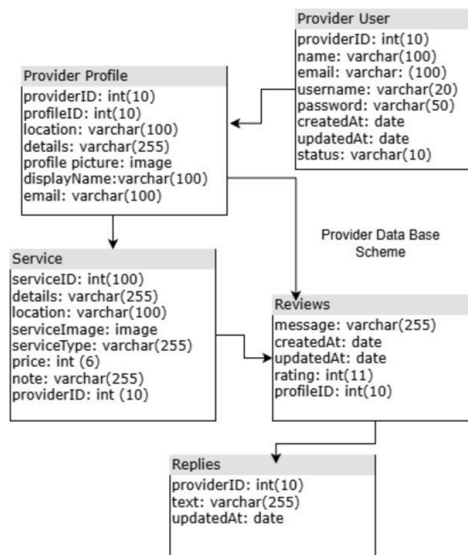 Provider User
providerID: int(10)
name: varchar(100)
email: varchar: (100)
username: varchar(20)
password: varchar(50)
createdAt: date
updatedAt: date
status: varchar(10)
Provider Profile
providerID: int(10)
profileID: int(10)
location: varchar(100)
details: varchar(255)
profile picture: image
displayName:varchar(100)
email: varchar(100)
Provider Data Base
Scheme
Service
serviceID: int(100)
details: varchar(255)
location: varchar(100)
serviceImage: image
serviceType: varchar(255)
price: int (6)
note: varchar(255)
providerID: int (10)
Reviews
message: varchar(255)
createdAt: date
updatedAt: date
rating: int(11)
profileID: int(10)
Replies
providerID: int(10)
text: varchar(255)
updatedAt: date